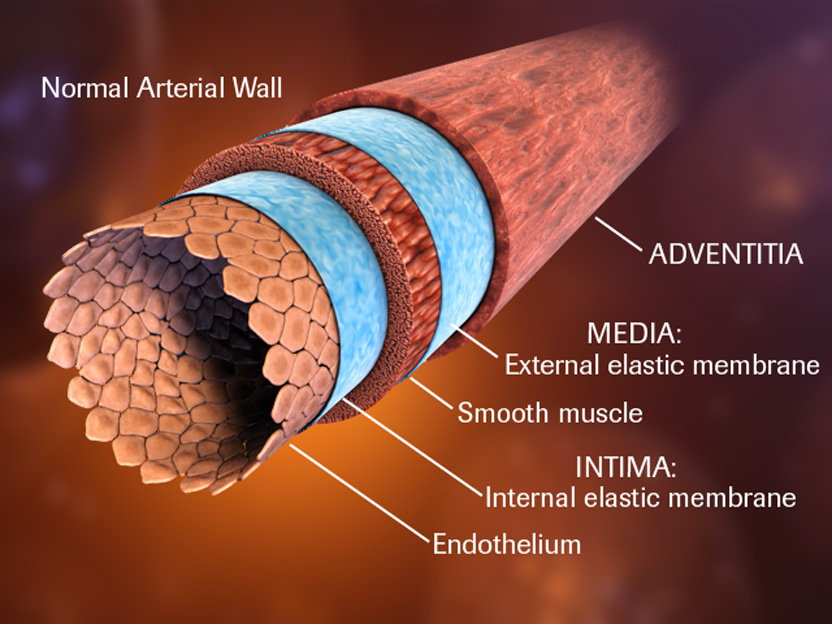 Normal Arterial Wall
ADVENTITIA
MEDIA:
External elastic membrane
Smooth muscle
INTIMA:
Internal elastic membrane
Endothelium